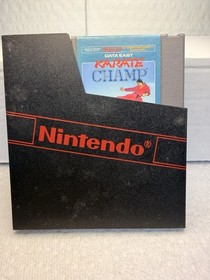 DATA EAST
KARATE
CHAMP
Nintendo®